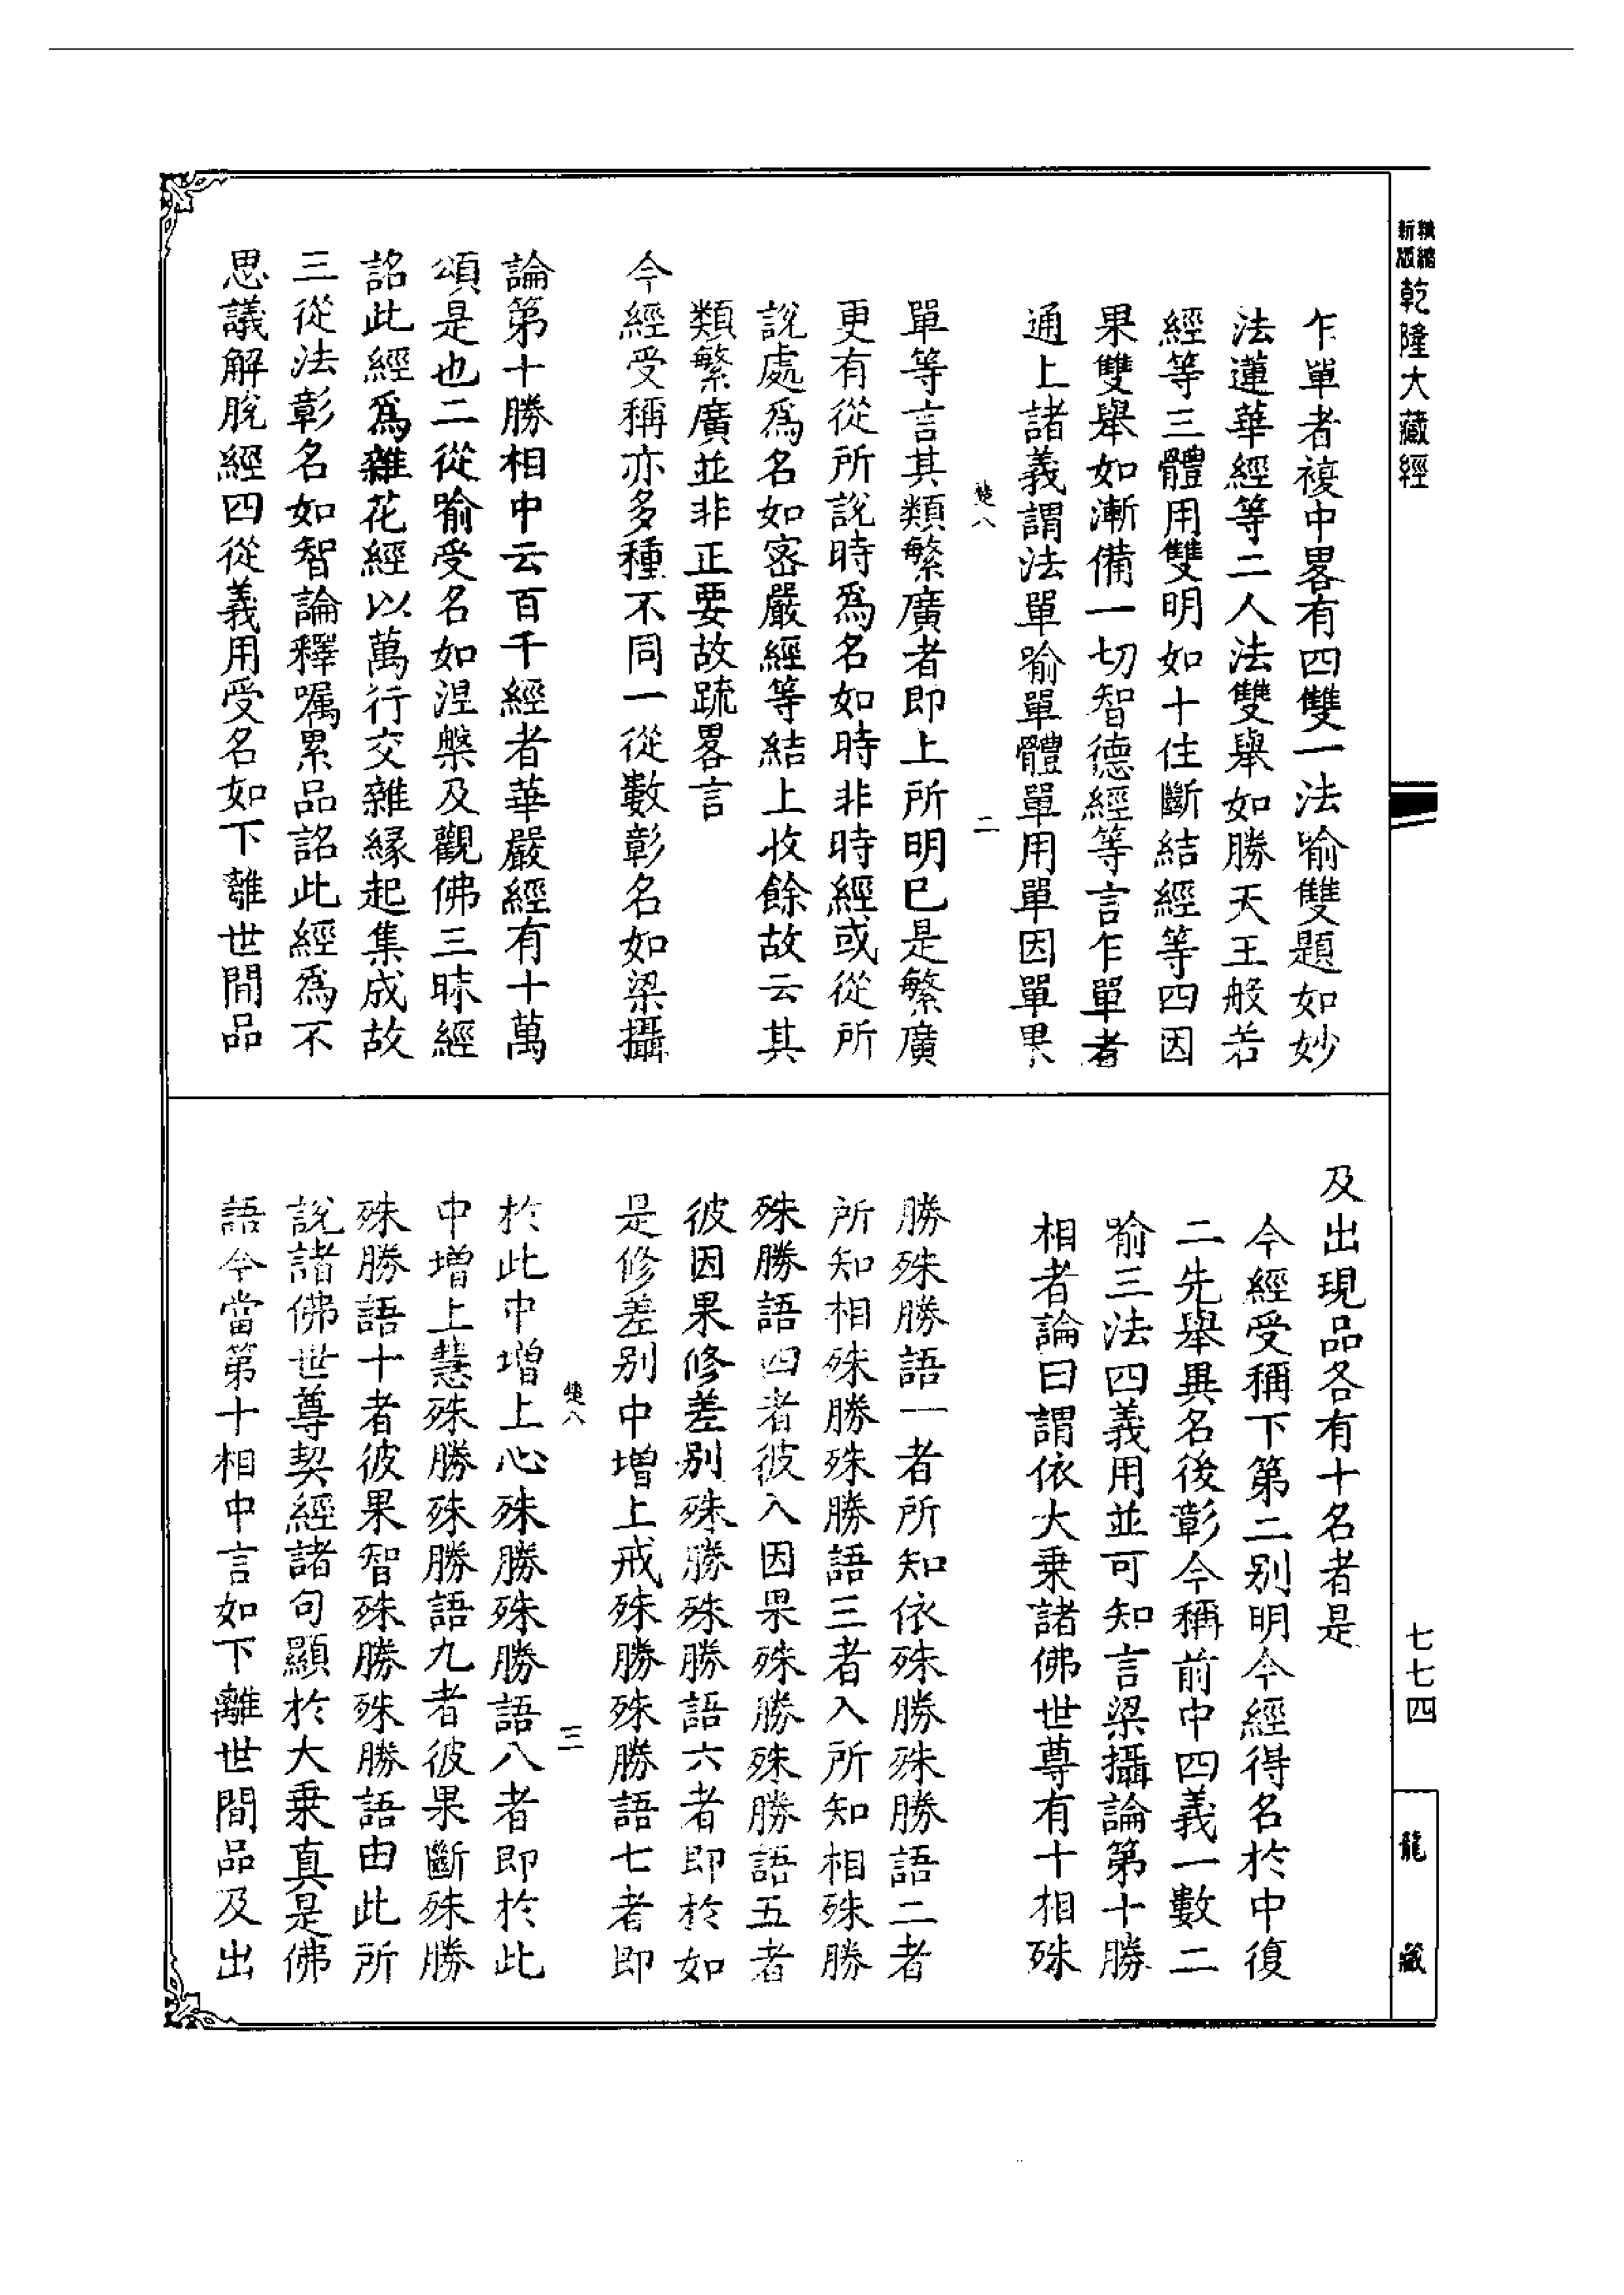 精縮
新版
乾隆大藏經
乍單者複中畧有四雙一法喻雙題如妙
法蓮華經等二人法雙舉如勝天王般若
經等三體用雙明如十住斷結經等四因
果雙舉如漸備一切智德經等言乍單者
通上諸義謂法單喻單體單用單因單果
楚八
二
單等言其類繁廣者即上所明已是繁廣
更有從所說時為名如時非時經或從所
說處為名如密嚴經等結上收餘故云其
類繁廣並非正要故䟽畧言
今經受稱亦多種不同一從數彰名如梁攝
論第十勝相中云百千經者華嚴經有十萬
頌是也二從喻受名如涅槃及觀佛三昧經
詺此經為雜花經以萬行交雜緣起集成故
三從法彰名如智論釋囑累品詺此經為不
思議解脫經四從義用受名如下離世間品
及出現品各有十名者是
今經受稱下第二別明今經得名於中復
二先舉異名後彰今稱前中四義一數二
喻三法四義用並可知言梁攝論第十勝
相者論曰謂依大乗諸佛世尊有十相殊
勝殊勝語一者所知依殊勝殊勝語二者
所知相殊勝殊勝語三者入所知相殊勝
殊勝語四者彼入因果殊勝殊勝語五者
彼因果修差別殊勝殊勝語六者即於如
是修差別中增上戒殊勝殊勝語七者即
楚八
三
於此中增上心殊勝殊勝語八者即於此
中增上慧殊勝殊勝語九者彼果斷殊勝
殊勝語十者彼果智殊勝殊勝語由此所
說諸佛世尊契經諸句顯於大乗真是佛
語今當第十相中言如下離世間品及出
七七四
龍藏